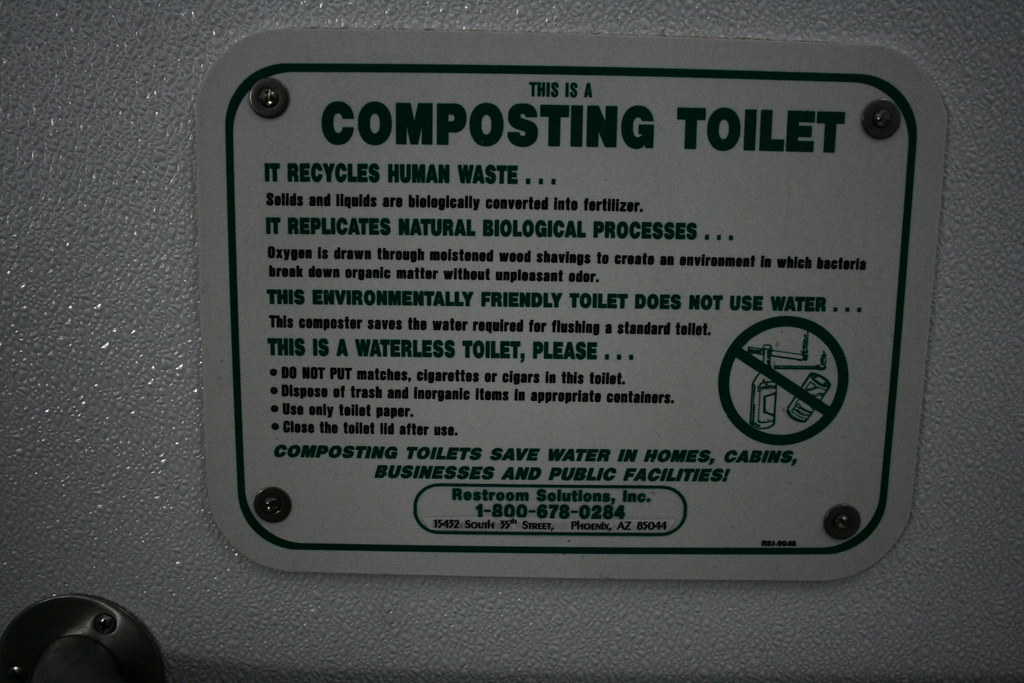 THIS IS A
COMPOSTING TOILET
IT RECYCLES HUMAN WASTE . . .
Solids and liquids are biologically converted into fertilizer.
IT REPLICATES NATURAL BIOLOGICAL PROCESSES . . .
Oxygen is drawn through moistened wood shavings to create an environment in which bacteria
break down organic matter without unpleasant odor.
THIS ENVIRONMENTALLY FRIENDLY TOILET DOES NOT USE WATER . . .
This composter saves the water required for flushing a standard toilet.
THIS IS A WATERLESS TOILET, PLEASE . . .
• DO NOT PUT matches, cigarettes or cigars in this toilet.
• Dispose of trash and inorganic items in appropriate containers.
• Use only toilet paper.
• Close the toilet lid after use.
COMPOSTING TOILETS SAVE WATER IN HOMES, CABINS,
BUSINESSES AND PUBLIC FACILITIES!
Restroom Solutions, Inc.
1-800-678-0284
15432 South 35th Street, Phoenix, AZ 85044